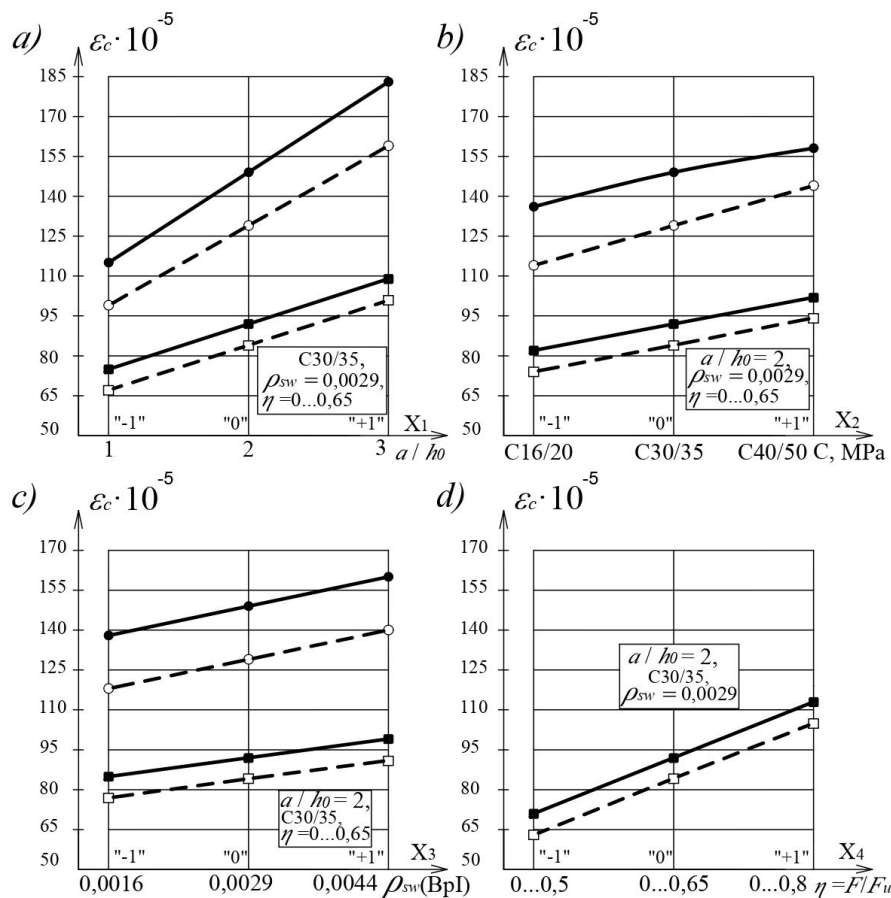 a) εc·10⁻⁵
185
170
155
140
125
110
95
80
65
50
C30/35,
ρsw = 0,0029,
η =0...0,65
"-1" "0" "+1" X1
1 2 3 a / h0
b) εc·10⁻⁵
185
170
155
140
125
110
95
80
65
50
a / h0 = 2,
ρsw = 0,0029,
η =0...0,65
"-1" "0" "+1" X2
C16/20 C30/35 C40/50 C, MPa
c) εc·10⁻⁵
170
155
140
125
110
95
80
65
50
a / h0 = 2,
C30/35,
η =0...0,65
"-1" "0" "+1" X3
0,0016 0,0029 0,0044 ρsw(BpI)
d) εc·10⁻⁵
170
155
140
125
110
95
80
65
50
a / h0 = 2,
C30/35,
ρsw = 0,0029
"-1" "0" "+1" X4
0...0,5 0...0,65 0...0,8 η =F/Fu